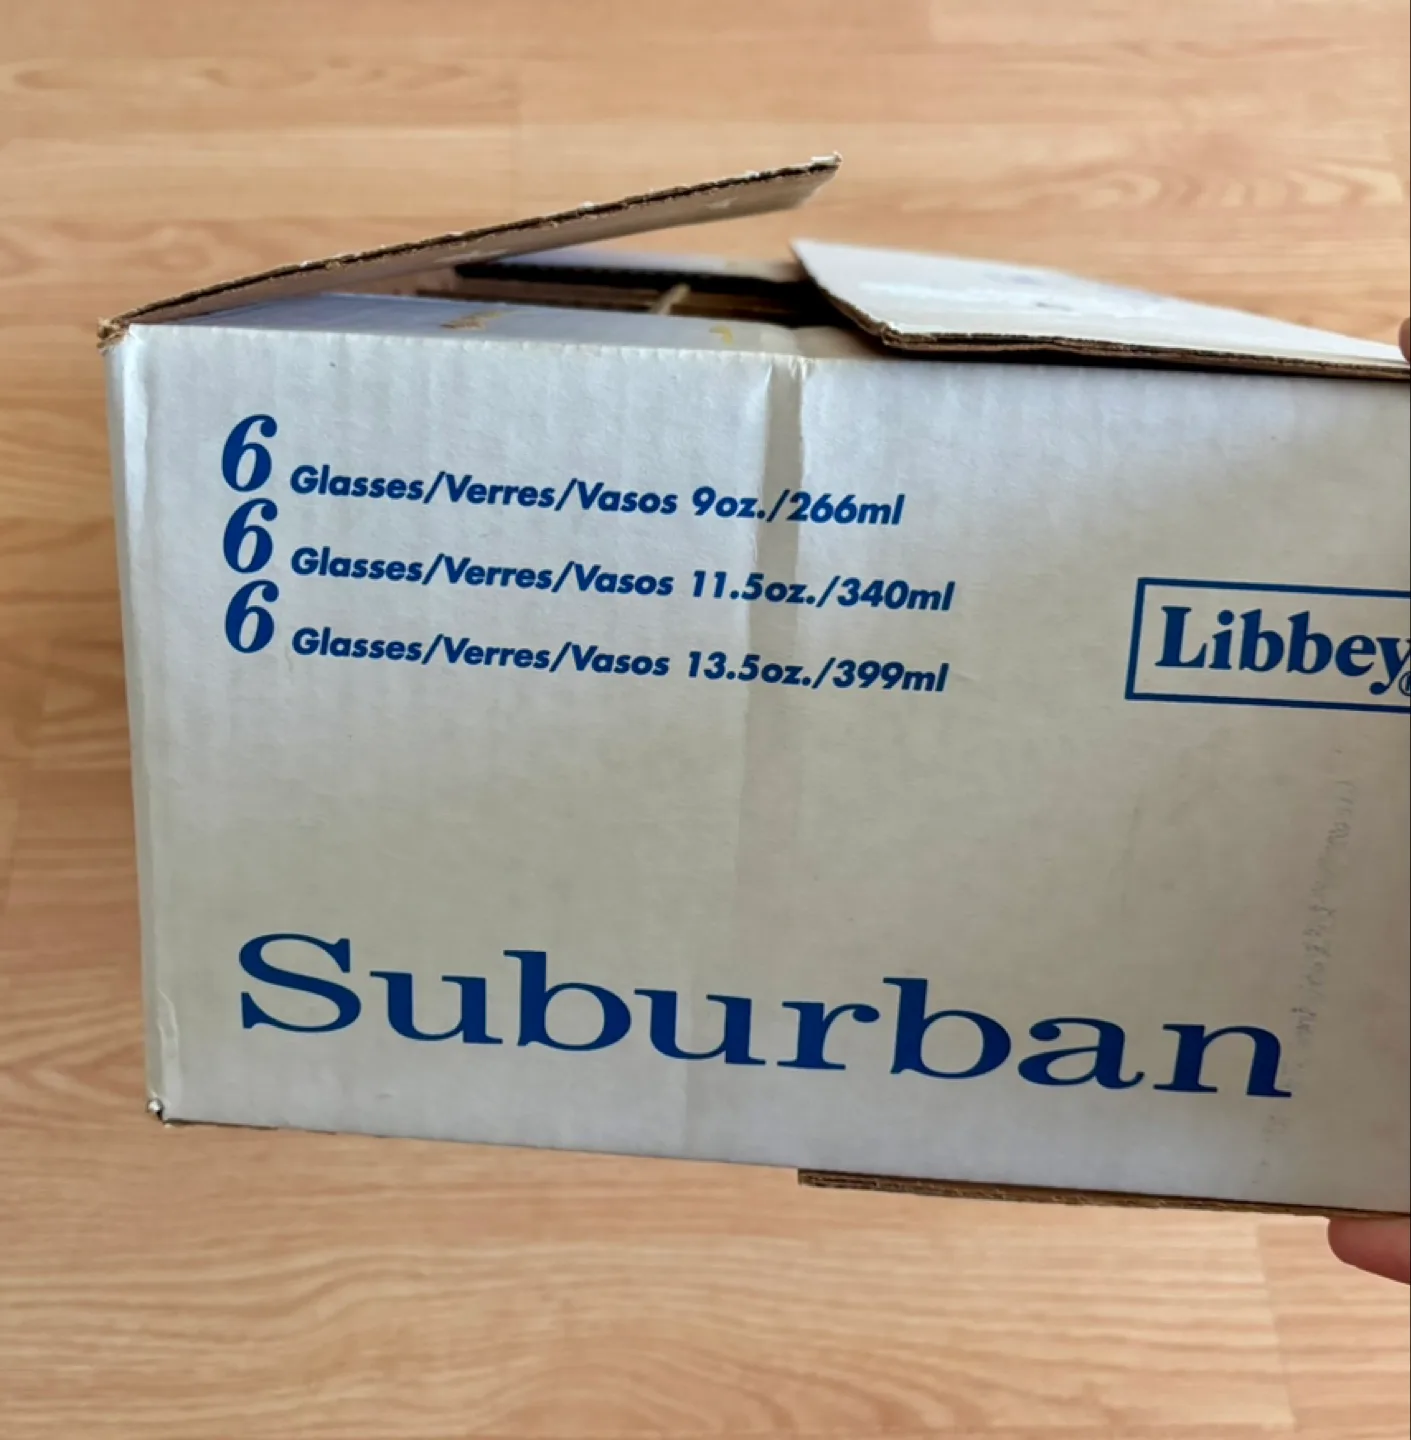 6 Glasses/Verres/Vasos 9oz./266ml
6 Glasses/Verres/Vasos 11.5oz./340ml
6 Glasses/Verres/Vasos 13.5oz./399ml
Libbey
Suburban